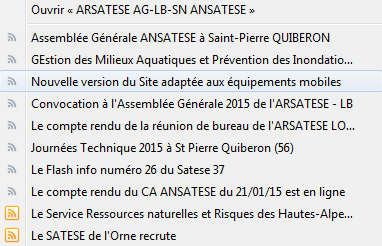 Ouvrir « ARSATESE AG-LB-SN ANSATESE »
Assemblée Générale ANSATESE à Saint-Pierre QUIBERON
GEstion des Milieux Aquatiques et Prévention des Inondatio...
Nouvelle version du Site adaptée aux équipements mobiles
Convocation à l'Assemblée Générale 2015 de l'ARSATESE - LB
Le compte rendu de la réunion de bureau de l'ARSATESE LO...
Journées Technique 2015 à St Pierre Quiberon (56)
Le Flash info numéro 26 du Satese 37
Le compte rendu du CA ANSATESE du 21/01/15 est en ligne
Le Service Ressources naturelles et Risques des Hautes-Alpe...
Le SATESE de l'Orne recrute